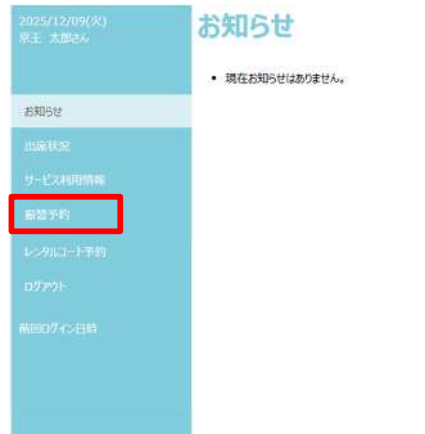 2025/12/09(火)
京王 太郎さん
お知らせ
出席状況
サービス利用情報
振替予約
レンタルコート予約
ログアウト
前回ログイン日時
お知らせ
• 現在お知らせはありません。